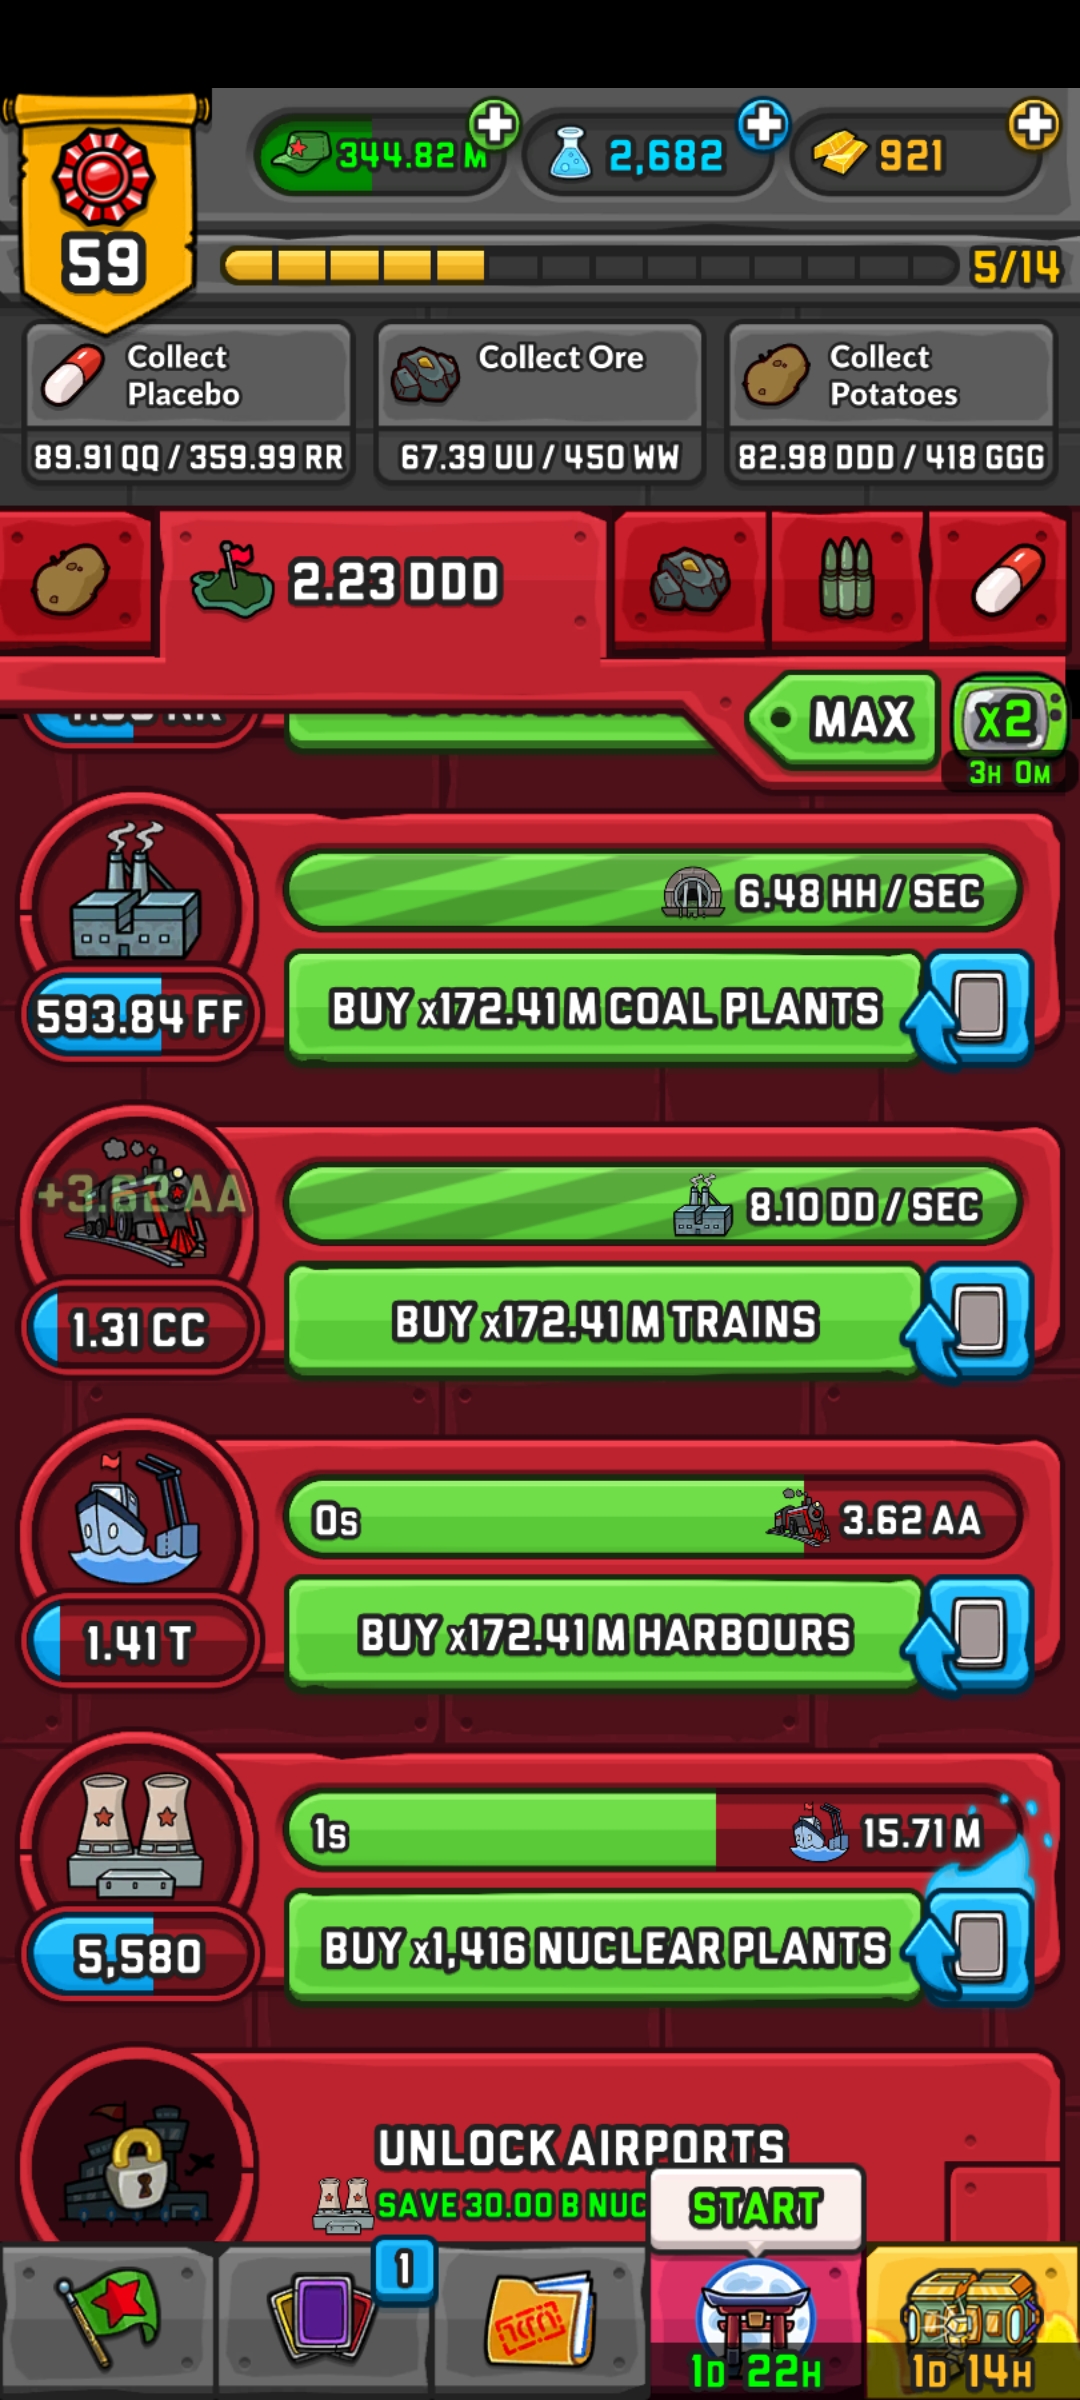 344.82 M
2,682
921
59
5/14
Collect
Placebo
Collect Ore
Collect
Potatoes
89.91 QQ / 359.99 RR
67.39 UU / 450 WW
82.98 DDD / 418 GGG
2.23 DDD
MAX
x2
3H 0M
6.48 HH / SEC
593.84 FF
BUY x172.41 M COAL PLANTS
+3.62 AA
8.10 DD / SEC
1.31 CC
BUY x172.41 M TRAINS
0s
3.62 AA
1.41 T
BUY x172.41 M HARBOURS
1s
15.71 M
5,580
BUY x1,416 NUCLEAR PLANTS
UNLOCK AIRPORTS
SAVE 30.00 B NUC
START
1
1D 22H
1D 14H